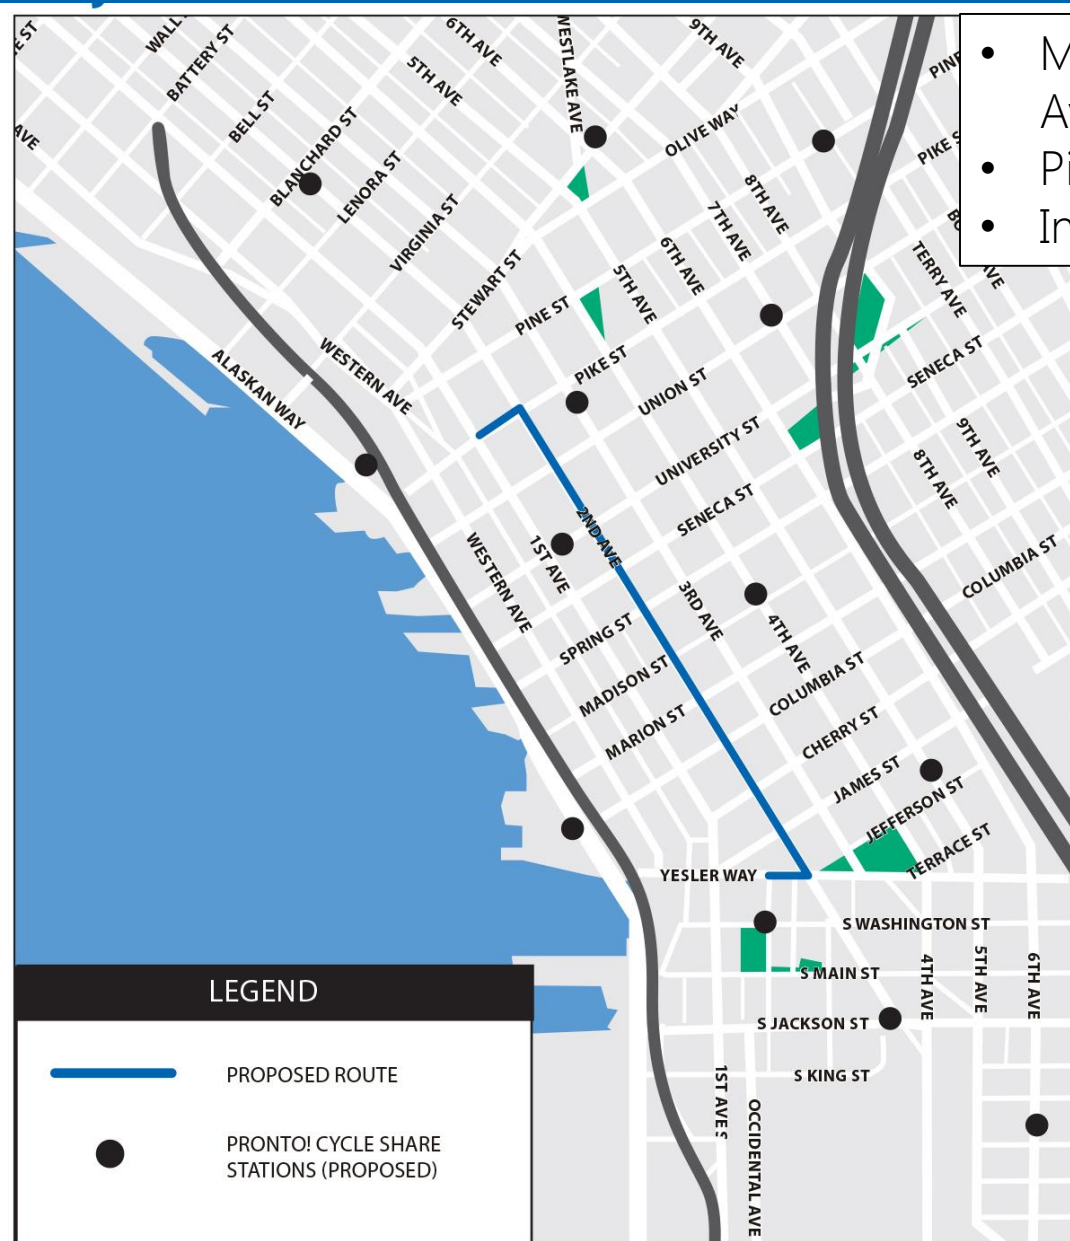 WALL
BATTERY ST
BELL ST
BLANCHARD ST
LENORA ST
VIRGINIA ST
6TH AVE
5TH AVE
WESTLAKE AVE
9TH AVE
OLIVE WAY
AVE
STEWART ST
PINE ST
PIKE ST
5TH AVE
6TH AVE
7TH AVE
8TH AVE
UNION ST
UNIVERSITY ST
SENECA ST
TERRY AVE
SENECA ST
9TH AVE
8TH AVE
COLUMBIA ST
PINE
PIKE S
AVE
ALASKAN WAY
WESTERN AVE
WESTERN AVE
1ST AVE
2ND AVE
3RD AVE
4TH AVE
SPRING ST
MADISON ST
MARION ST
COLUMBIA ST
CHERRY ST
JAMES ST
JEFFERSON ST
TERRACE ST
YESLER WAY
S WASHINGTON ST
S MAIN ST
S JACKSON ST
S KING ST
4TH AVE
5TH AVE
6TH AVE
1ST AVE S
OCCIDENTAL AVE
LEGEND
PROPOSED ROUTE
PRONTO! CYCLE SHARE
STATIONS (PROPOSED)